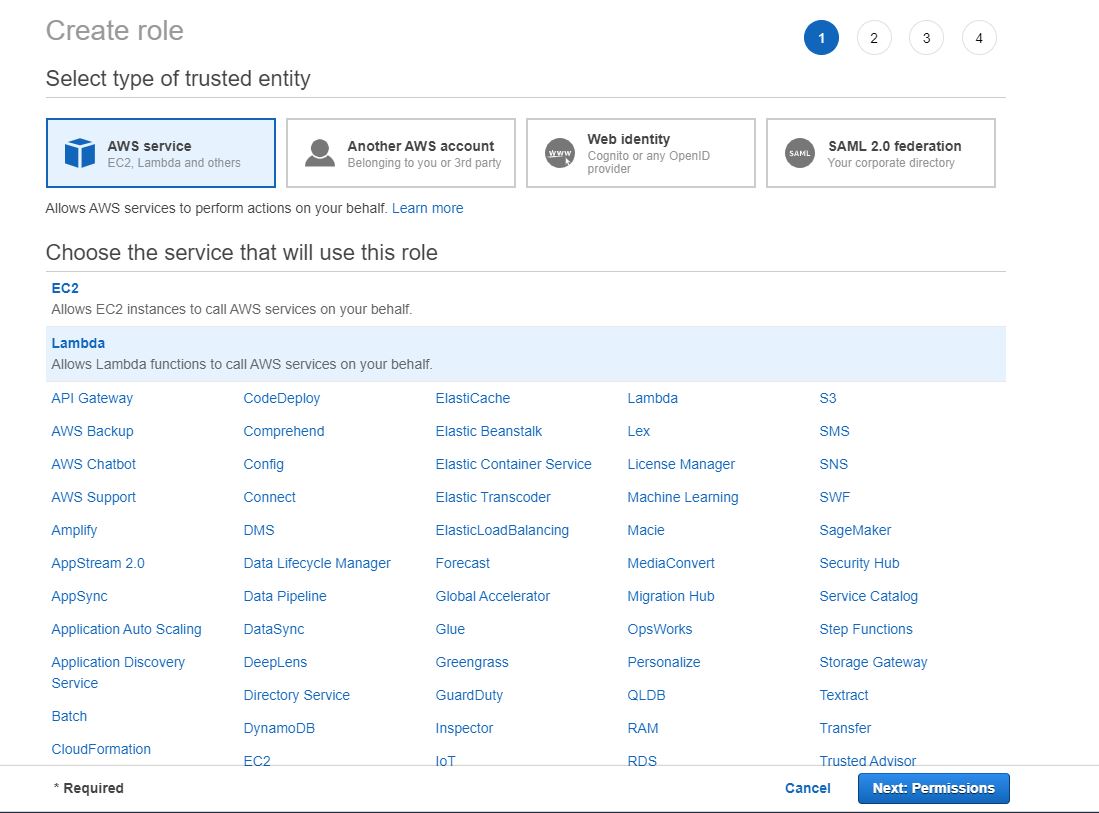 Create role
1 2 3 4
Select type of trusted entity
AWS service
EC2, Lambda and others
Another AWS account
Belonging to you or 3rd party
WWW
Web identity
Cognito or any OpenID
provider
SAML
SAML 2.0 federation
Your corporate directory
Allows AWS services to perform actions on your behalf. Learn more
Choose the service that will use this role
EC2
Allows EC2 instances to call AWS services on your behalf.
Lambda
Allows Lambda functions to call AWS services on your behalf.
API Gateway CodeDeploy ElastiCache Lambda S3
AWS Backup Comprehend Elastic Beanstalk Lex SMS
AWS Chatbot Config Elastic Container Service License Manager SNS
AWS Support Connect Elastic Transcoder Machine Learning SWF
Amplify DMS ElasticLoadBalancing Macie SageMaker
AppStream 2.0 Data Lifecycle Manager Forecast MediaConvert Security Hub
AppSync Data Pipeline Global Accelerator Migration Hub Service Catalog
Application Auto Scaling DataSync Glue OpsWorks Step Functions
Application Discovery DeepLens Greengrass Personalize Storage Gateway
Service
Directory Service GuardDuty QLDB Textract
Batch
DynamoDB Inspector RAM Transfer
CloudFormation
EC2 IoT RDS Trusted Advisor
* Required
Cancel
Next: Permissions